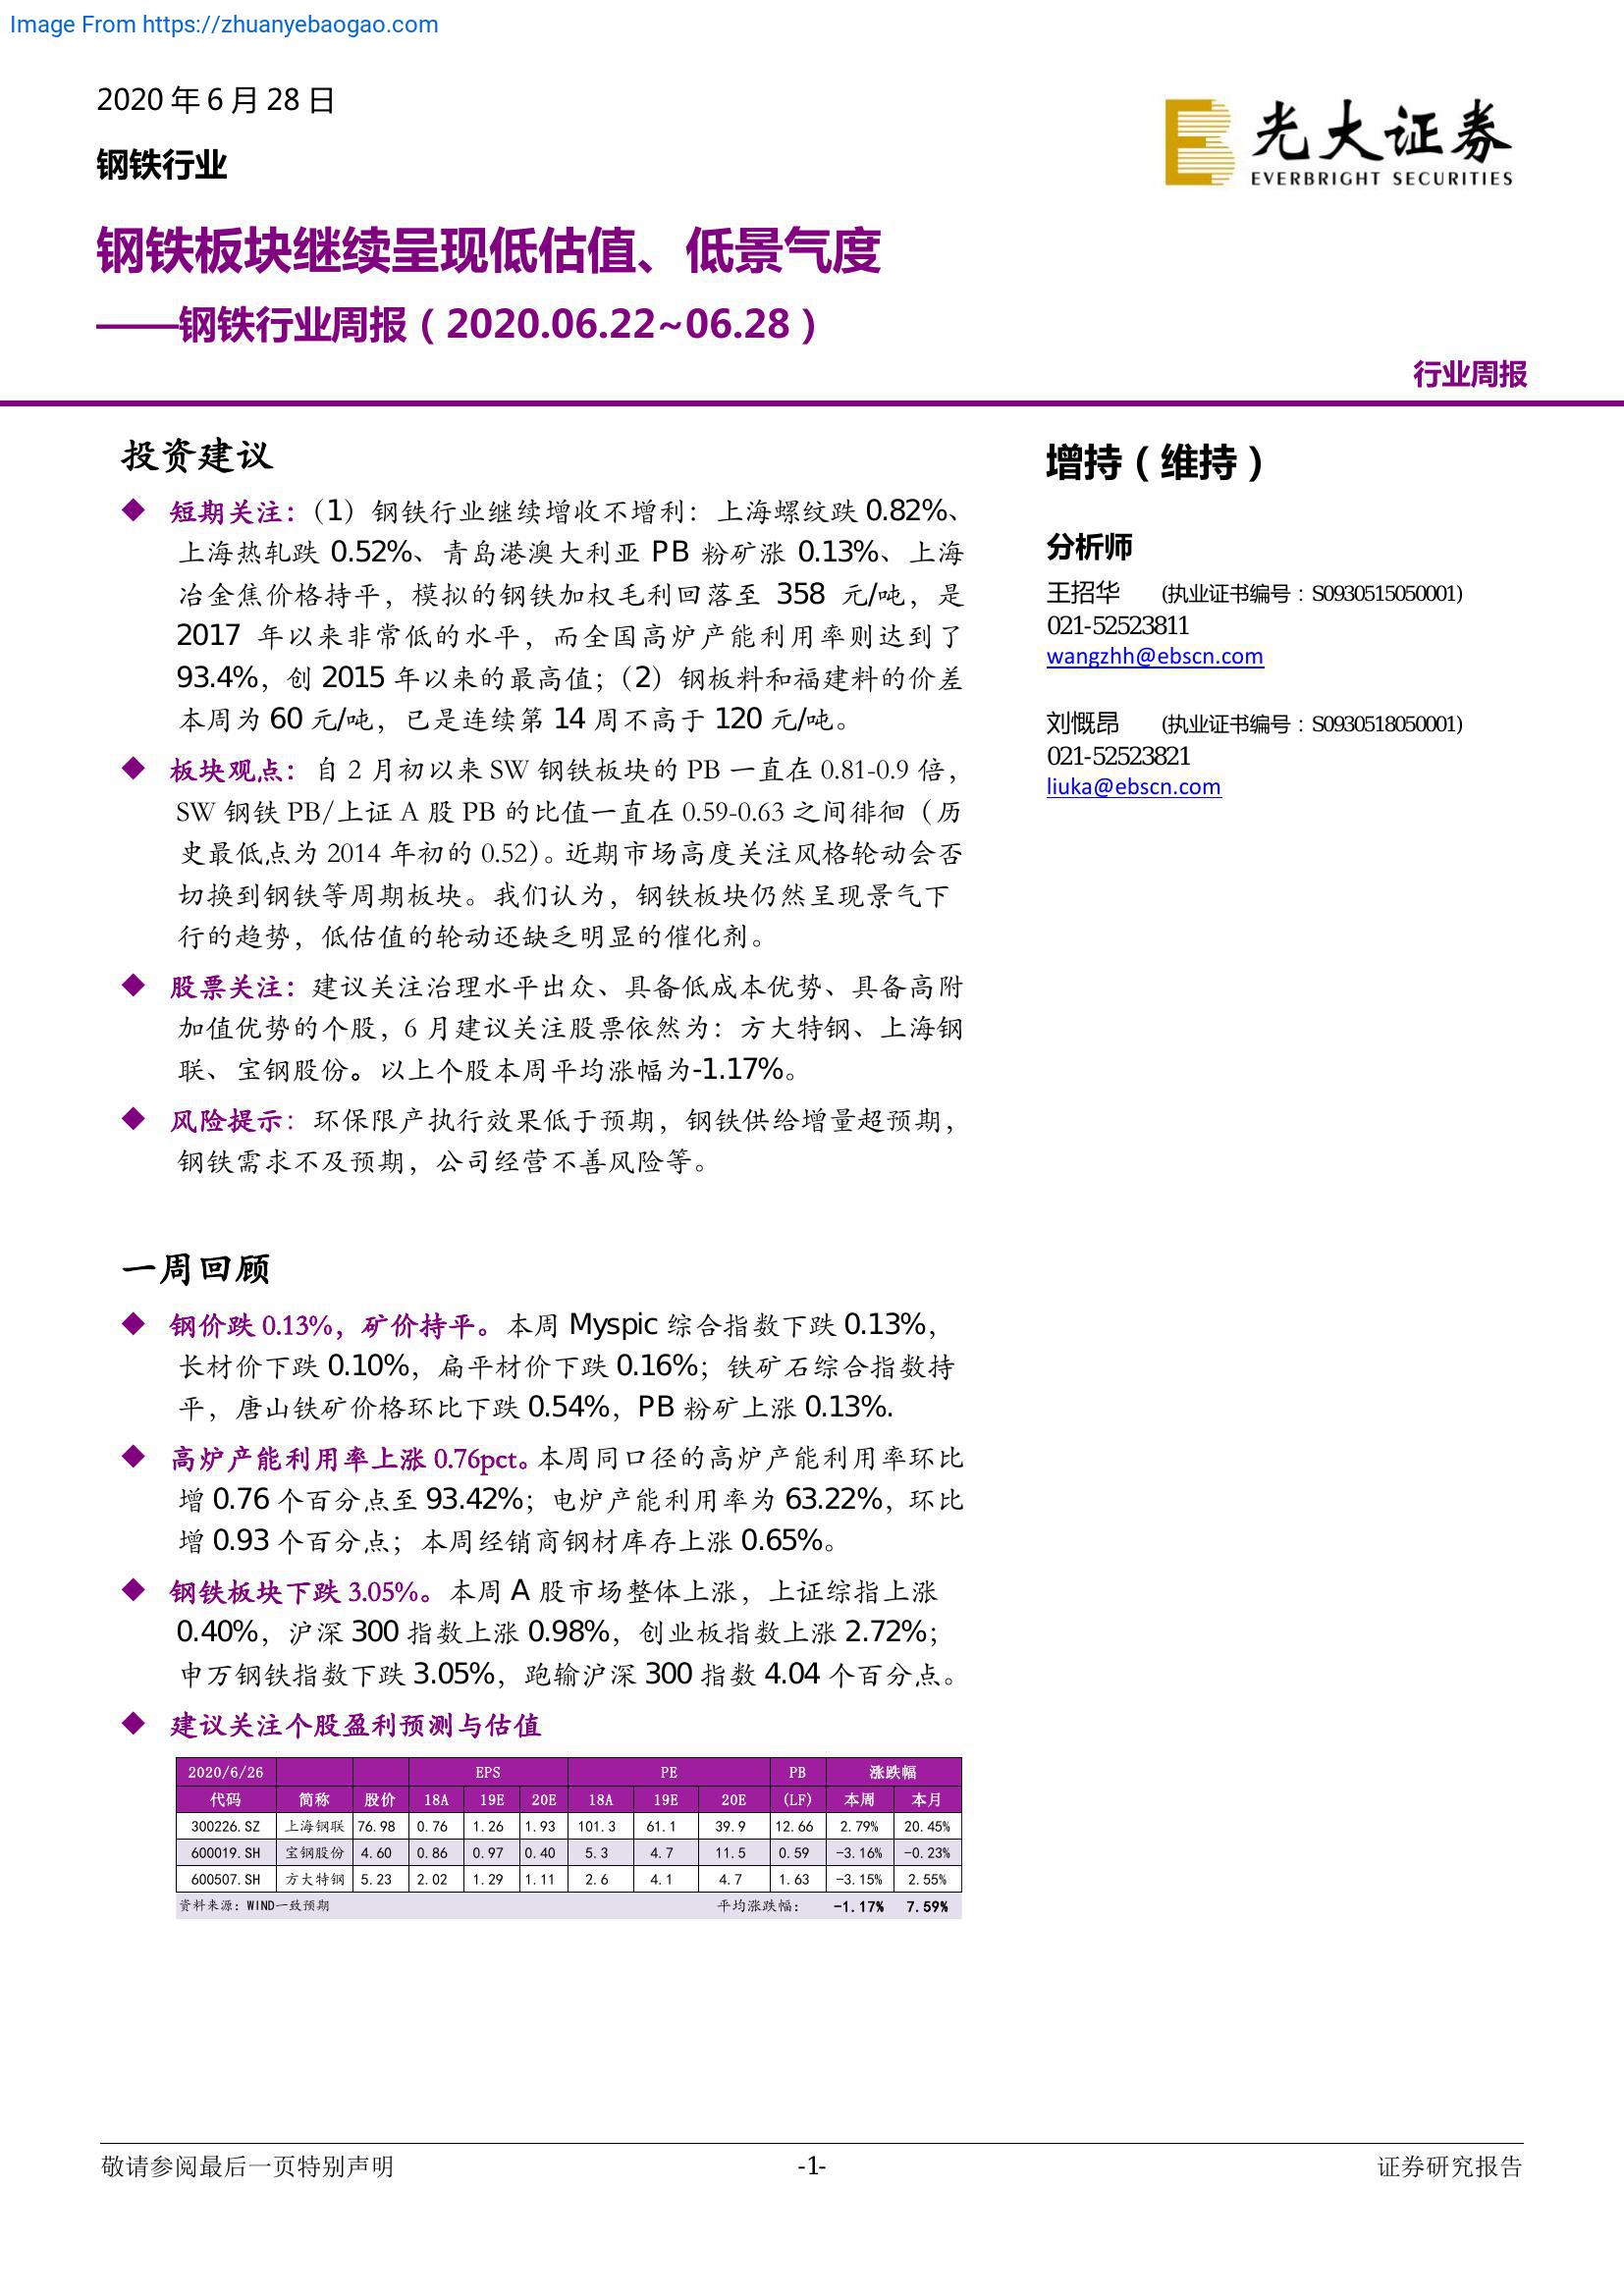 Image From https://zhuanyebaogao.com
2020 年 6 月 28 日
钢铁行业
光大证券
EVERBRIGHT SECURITIES
钢铁板块继续呈现低估值、低景气度
——钢铁行业周报（2020.06.22~06.28）
行业周报
投资建议
◆ 短期关注：（1）钢铁行业继续增收不增利：上海螺纹跌 0.82%、
上海热轧跌 0.52%、青岛港澳大利亚 PB 粉矿涨 0.13%、上海
冶金焦价格持平，模拟的钢铁加权毛利回落至 358 元/吨，是
2017 年以来非常低的水平，而全国高炉产能利用率则达到了
93.4%，创 2015 年以来的最高值；（2）钢板料和福建料的价差
本周为 60 元/吨，已是连续第 14 周不高于 120 元/吨。
◆ 板块观点：自 2 月初以来 SW 钢铁板块的 PB 一直在 0.81-0.9 倍，
SW 钢铁 PB/上证 A 股 PB 的比值一直在 0.59-0.63 之间徘徊（历
史最低点为 2014 年初的 0.52）。近期市场高度关注风格轮动会否
切换到钢铁等周期板块。我们认为，钢铁板块仍然呈现景气下
行的趋势，低估值的轮动还缺乏明显的催化剂。
◆ 股票关注：建议关注治理水平出众、具备低成本优势、具备高附
加值优势的个股，6 月建议关注股票依然为：方大特钢、上海钢
联、宝钢股份。以上个股本周平均涨幅为-1.17%。
◆ 风险提示：环保限产执行效果低于预期，钢铁供给增量超预期，
钢铁需求不及预期，公司经营不善风险等。
一周回顾
◆ 钢价跌 0.13%，矿价持平。本周 Myspic 综合指数下跌 0.13%，
长材价下跌 0.10%，扁平材价下跌 0.16%；铁矿石综合指数持
平，唐山铁矿价格环比下跌 0.54%，PB 粉矿上涨 0.13%.
◆ 高炉产能利用率上涨 0.76pct。本周同口径的高炉产能利用率环比
增 0.76 个百分点至 93.42%；电炉产能利用率为 63.22%，环比
增 0.93 个百分点；本周经销商钢材库存上涨 0.65%。
◆ 钢铁板块下跌 3.05%。本周 A 股市场整体上涨，上证综指上涨
0.40%，沪深 300 指数上涨 0.98%，创业板指数上涨 2.72%；
申万钢铁指数下跌 3.05%，跑输沪深 300 指数 4.04 个百分点。
◆ 建议关注个股盈利预测与估值
2020/6/26 EPS PE PB 涨跌幅
代码 简称 股价 18A 19E 20E 18A 19E 20E (LF) 本周 本月
300226.SZ 上海钢联 76.98 0.76 1.26 1.93 101.3 61.1 39.9 12.66 2.79% 20.45%
600019.SH 宝钢股份 4.60 0.86 0.97 0.40 5.3 4.7 11.5 0.59 -3.16% -0.23%
600507.SH 方大特钢 5.23 2.02 1.29 1.11 2.6 4.1 4.7 1.63 -3.15% 2.55%
资料来源：WIND一致预期 平均涨跌幅： -1.17% 7.59%
增持（维持）
分析师
王招华 (执业证书编号：S0930515050001)
021-52523811
wangzhh@ebscn.com
刘慨昂 (执业证书编号：S0930518050001)
021-52523821
liuka@ebscn.com
敬请参阅最后一页特别声明 -1- 证券研究报告